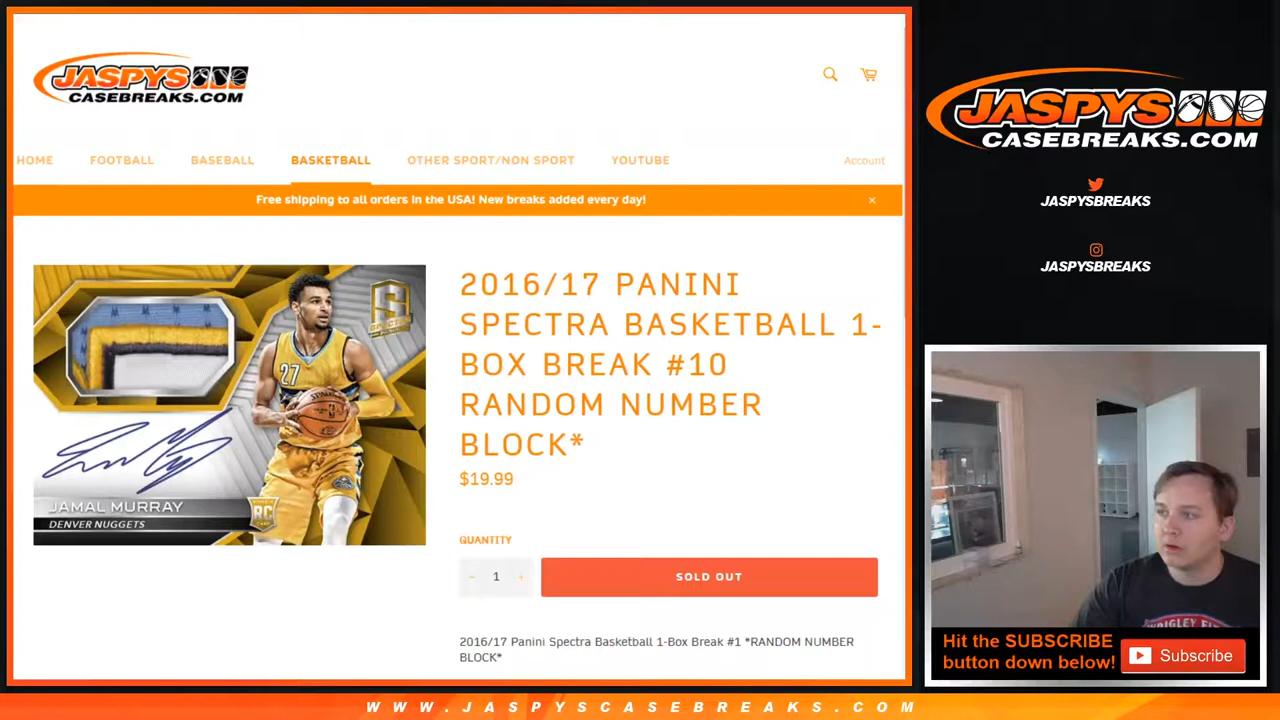 JASPYS
CASEBREAKS.COM
HOME FOOTBALL BASEBALL BASKETBALL OTHER SPORT/NON SPORT YOUTUBE Account
Free shipping to all orders in the USA! New breaks added every day! ×
27
SPECTRA
JAMAL MURRAY
DENVER NUGGETS
RC
2016/17 PANINI
SPECTRA BASKETBALL 1-
BOX BREAK #10
RANDOM NUMBER
BLOCK*
$19.99
QUANTITY
− 1 +
SOLD OUT
2016/17 Panini Spectra Basketball 1-Box Break #1 *RANDOM NUMBER
BLOCK*
JASPYS
CASEBREAKS.COM
JASPYSBREAKS
JASPYSBREAKS
Hit the SUBSCRIBE
button down below!
Subscribe
WWW.JASPYSCASEBREAKS.COM